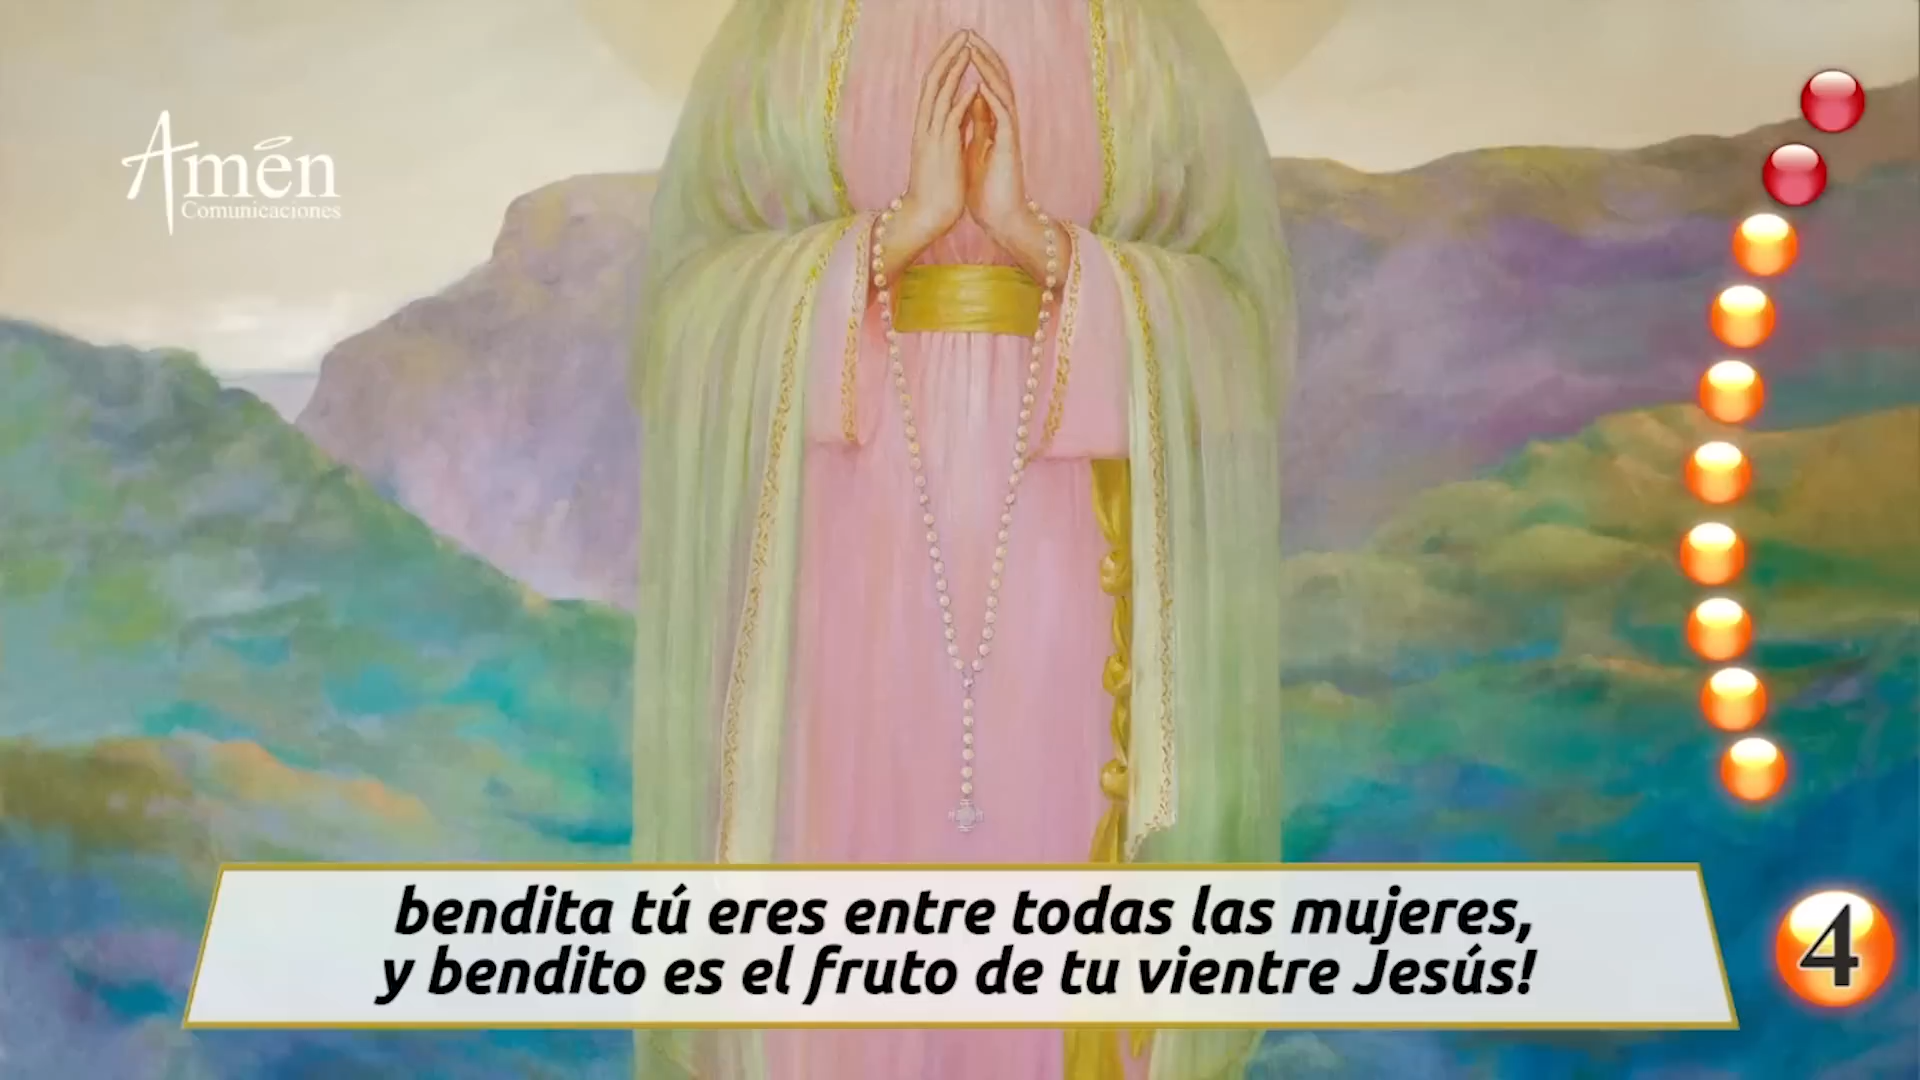 Amén
Comunicaciones
bendita tú eres entre todas las mujeres,
y bendito es el fruto de tu vientre Jesús!
4